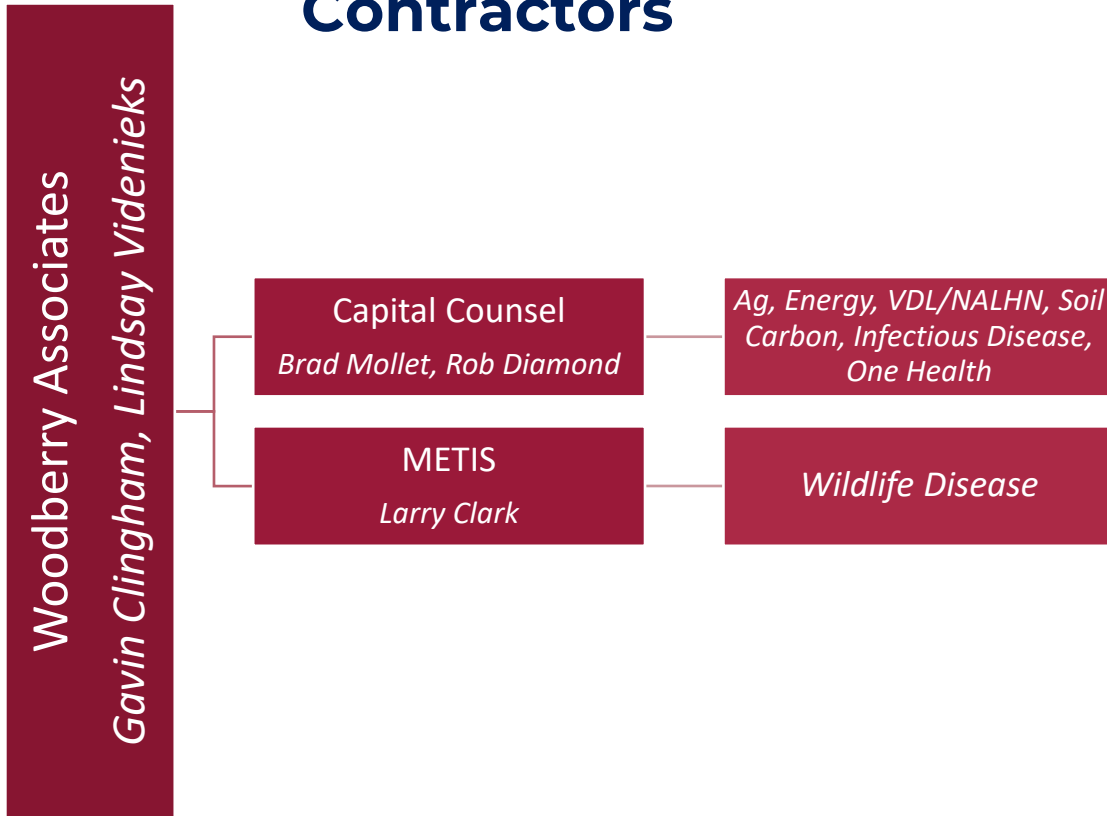 Contractors
Woodberry Associates
Gavin Clingham, Lindsay Videnieks
Capital Counsel
Brad Mollet, Rob Diamond
Ag, Energy, VDL/NALHN, Soil
Carbon, Infectious Disease,
One Health
METIS
Larry Clark
Wildlife Disease